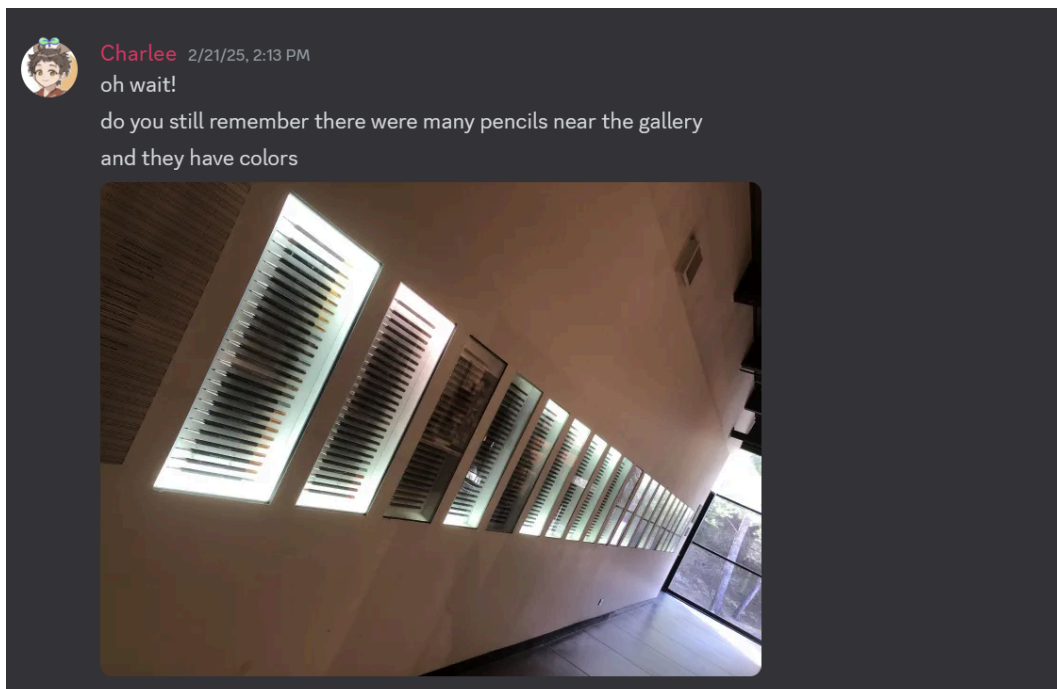 Charlee 2/21/25, 2:13 PM
oh wait!
do you still remember there were many pencils near the gallery
and they have colors